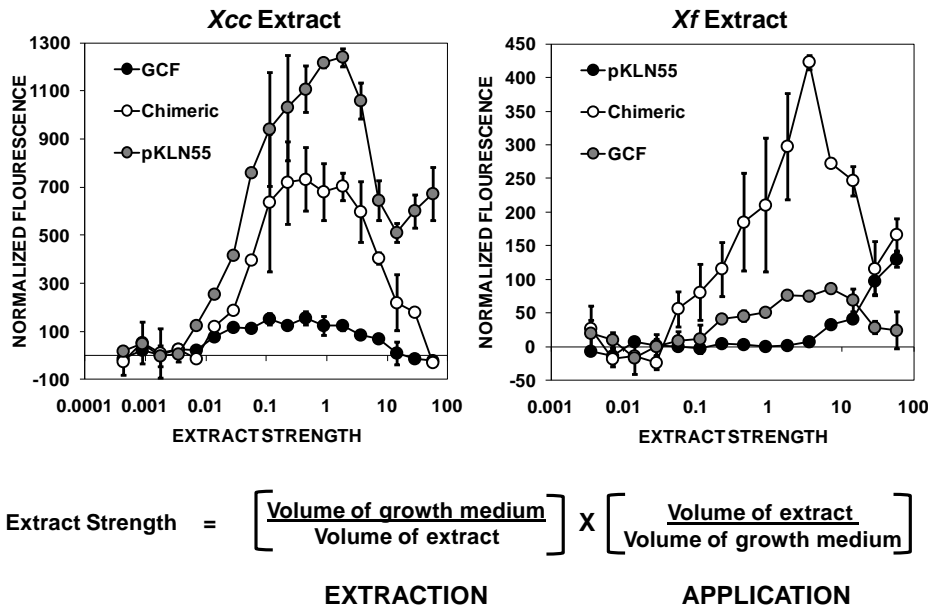 Xcc Extract
NORMALIZED FLOURESCENCE
1300
1100
900
700
500
300
100
-100
GCF
Chimeric
pKLN55
0.0001 0.01 0.1 1 10 100
EXTRACT STRENGTH
Xf Extract
NORMALIZED FLOURESCENCE
450
400
350
300
250
200
150
100
50
0
-50
pKLN55
Chimeric
GCF
0.001 0.01 0.1 1 10 100
EXTRACT STRENGTH
Extract Strength = [Volume of growth medium / Volume of extract] X [Volume of extract / Volume of growth medium]
EXTRACTION APPLICATION